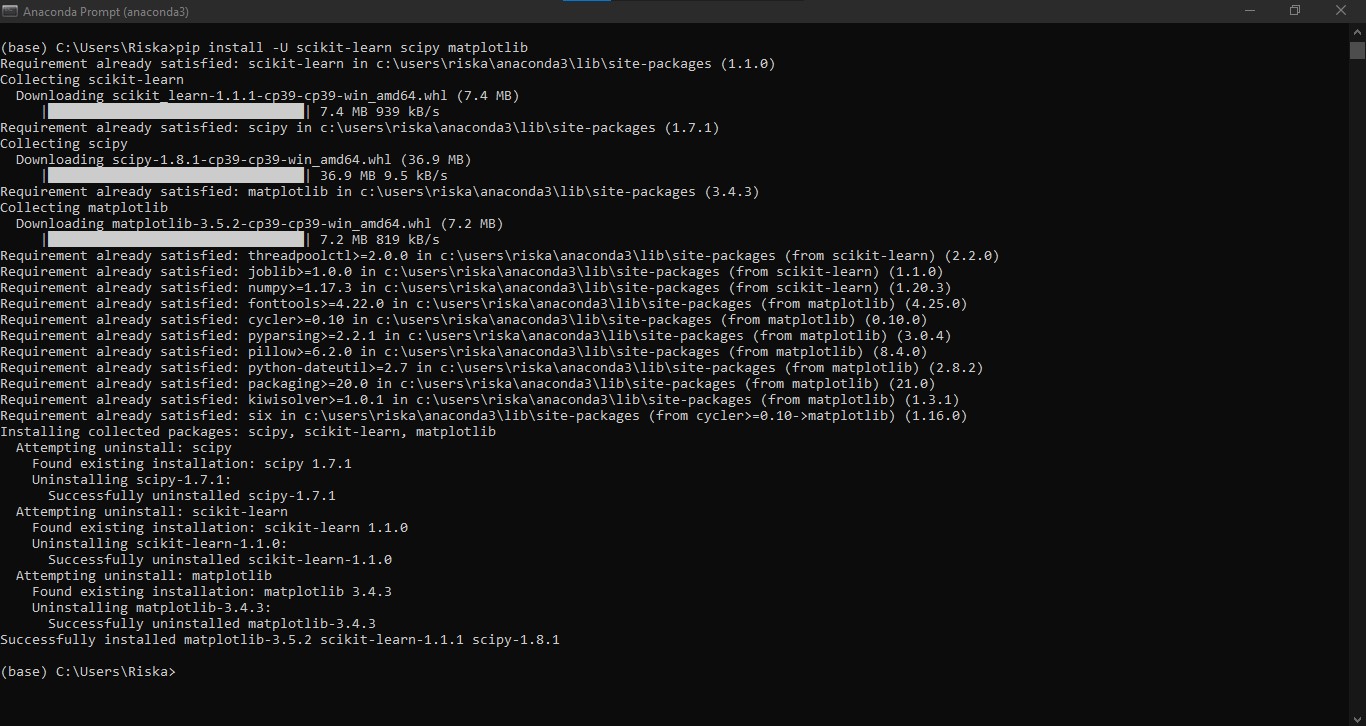 Anaconda Prompt (anaconda3)
(base) C:\Users\Riska>pip install -U scikit-learn scipy matplotlib
Requirement already satisfied: scikit-learn in c:\users\riska\anaconda3\lib\site-packages (1.1.0)
Collecting scikit-learn
  Downloading scikit_learn-1.1.1-cp39-cp39-win_amd64.whl (7.4 MB)
     | | 7.4 MB 939 kB/s
Requirement already satisfied: scipy in c:\users\riska\anaconda3\lib\site-packages (1.7.1)
Collecting scipy
  Downloading scipy-1.8.1-cp39-cp39-win_amd64.whl (36.9 MB)
     | | 36.9 MB 9.5 kB/s
Requirement already satisfied: matplotlib in c:\users\riska\anaconda3\lib\site-packages (3.4.3)
Collecting matplotlib
  Downloading matplotlib-3.5.2-cp39-cp39-win_amd64.whl (7.2 MB)
     | | 7.2 MB 819 kB/s
Requirement already satisfied: threadpoolctl>=2.0.0 in c:\users\riska\anaconda3\lib\site-packages (from scikit-learn) (2.2.0)
Requirement already satisfied: joblib>=1.0.0 in c:\users\riska\anaconda3\lib\site-packages (from scikit-learn) (1.1.0)
Requirement already satisfied: numpy>=1.17.3 in c:\users\riska\anaconda3\lib\site-packages (from scikit-learn) (1.20.3)
Requirement already satisfied: fonttools>=4.22.0 in c:\users\riska\anaconda3\lib\site-packages (from matplotlib) (4.25.0)
Requirement already satisfied: cycler>=0.10 in c:\users\riska\anaconda3\lib\site-packages (from matplotlib) (0.10.0)
Requirement already satisfied: pyparsing>=2.2.1 in c:\users\riska\anaconda3\lib\site-packages (from matplotlib) (3.0.4)
Requirement already satisfied: pillow>=6.2.0 in c:\users\riska\anaconda3\lib\site-packages (from matplotlib) (8.4.0)
Requirement already satisfied: python-dateutil>=2.7 in c:\users\riska\anaconda3\lib\site-packages (from matplotlib) (2.8.2)
Requirement already satisfied: packaging>=20.0 in c:\users\riska\anaconda3\lib\site-packages (from matplotlib) (21.0)
Requirement already satisfied: kiwisolver>=1.0.1 in c:\users\riska\anaconda3\lib\site-packages (from matplotlib) (1.3.1)
Requirement already satisfied: six in c:\users\riska\anaconda3\lib\site-packages (from cycler>=0.10->matplotlib) (1.16.0)
Installing collected packages: scipy, scikit-learn, matplotlib
  Attempting uninstall: scipy
    Found existing installation: scipy 1.7.1
    Uninstalling scipy-1.7.1:
      Successfully uninstalled scipy-1.7.1
  Attempting uninstall: scikit-learn
    Found existing installation: scikit-learn 1.1.0
    Uninstalling scikit-learn-1.1.0:
      Successfully uninstalled scikit-learn-1.1.0
  Attempting uninstall: matplotlib
    Found existing installation: matplotlib 3.4.3
    Uninstalling matplotlib-3.4.3:
      Successfully uninstalled matplotlib-3.4.3
Successfully installed matplotlib-3.5.2 scikit-learn-1.1.1 scipy-1.8.1
(base) C:\Users\Riska>